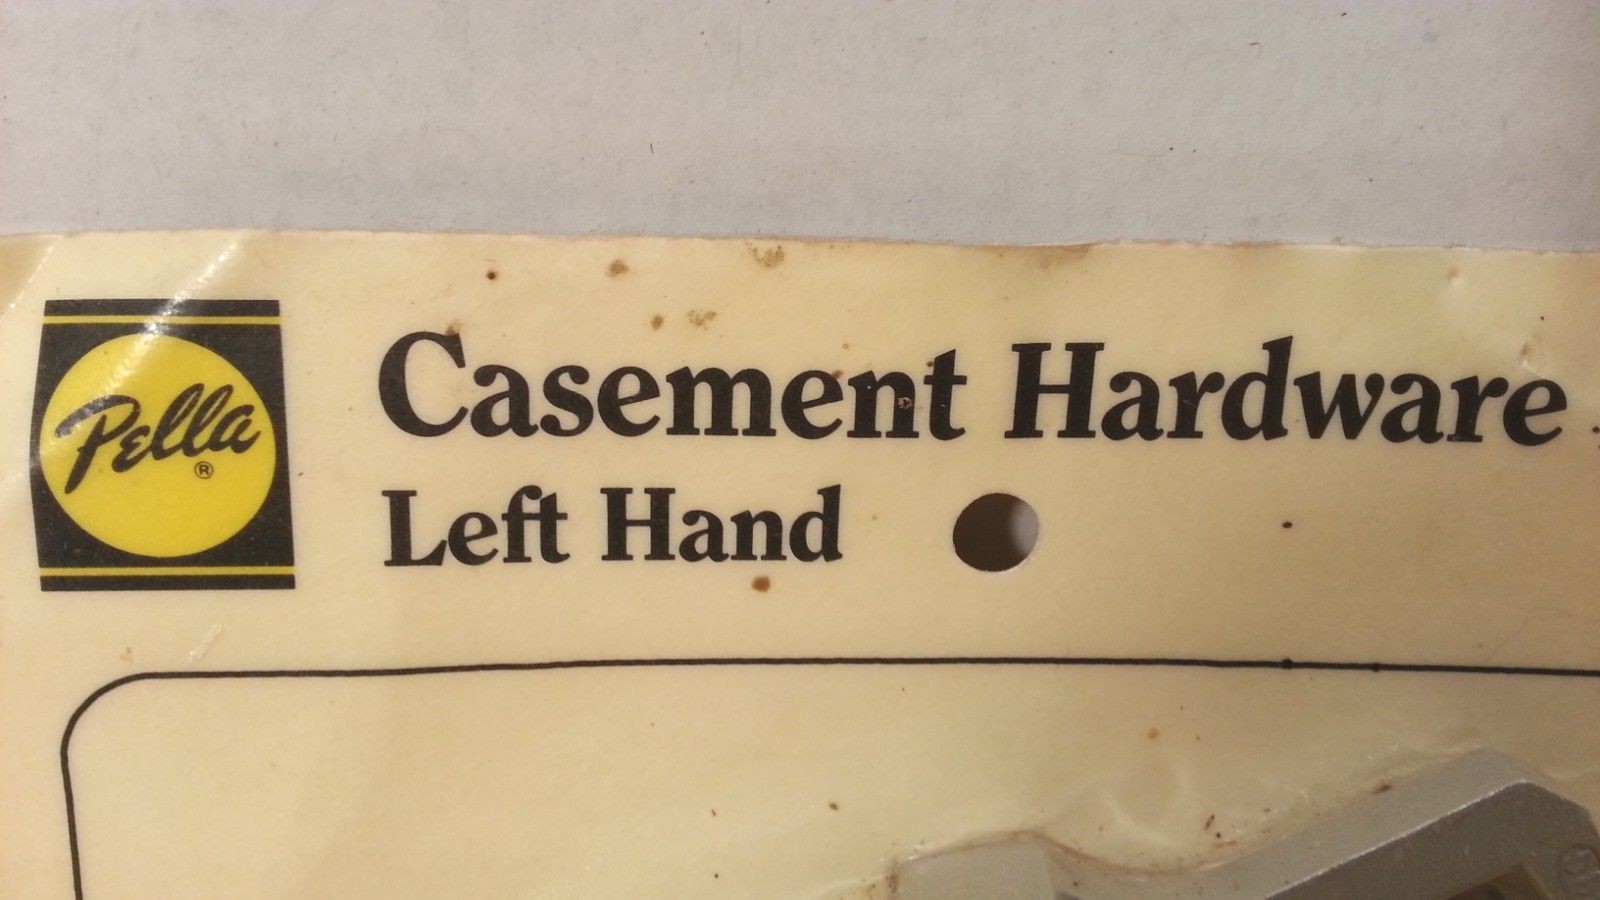 Pella®
Casement Hardware
Left Hand